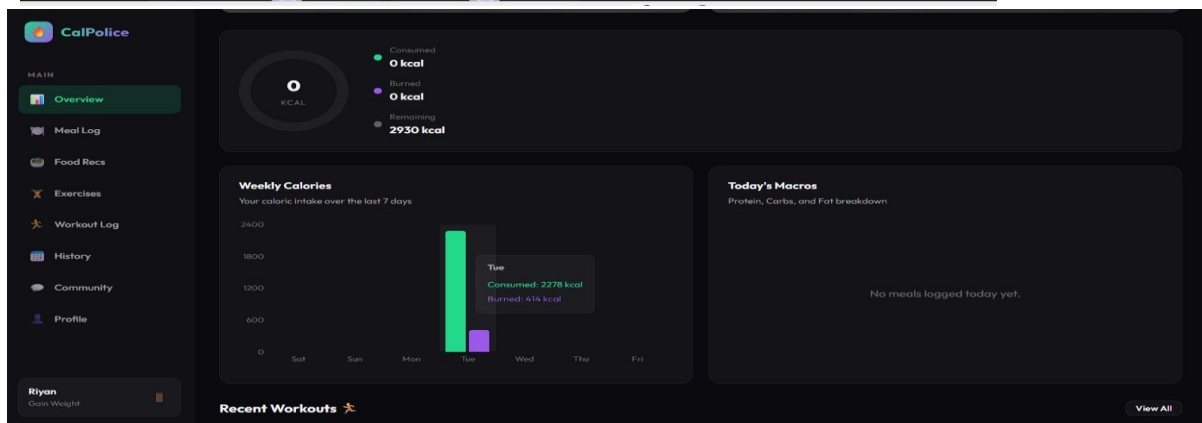 CalPolice
MAIN
Overview
Meal Log
Food Recs
Exercises
Workout Log
History
Community
Profile
Riyan
Gain Weight
0
KCAL
Consumed
0 kcal
Burned
0 kcal
Remaining
2930 kcal
Weekly Calories
Your caloric intake over the last 7 days
2400
1800
1200
600
0
Sat Sun Mon Tue Wed Thu Fri
Tue
Consumed: 2278 kcal
Burned: 414 kcal
Today's Macros
Protein, Carbs, and Fat breakdown
No meals logged today yet.
Recent Workouts
View All